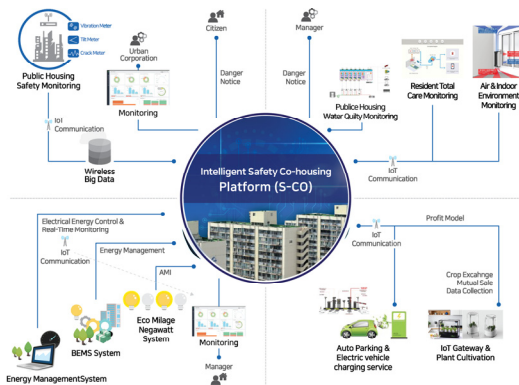 Vibration Meter
Tilt Meter
Crack Meter
Public Housing
Safety Monitoring
IoI
Communication
Wireless
Big Data
Urban
Corporation
Monitoring
Citizen
Danger
Notice
Manager
Danger
Notice
Publice Housing
Water Quilty Monitoring
Resident Total
Care Monitoring
Air & Indoor
Environment
Monitoring
IoT
Communication
Intelligent Safety Co-housing
Platform (S-CO)
Electrical Energy Control &
Real-Time Monitoring
IoT
Communication
Energy Management
AMI
Eco Milage
Negawatt
System
BEMS System
Energy ManagementSystem
Monitoring
Manager
Profit Model
IoT
Communication
Crop Excahnge
Mutual Sale
Data Collection
Auto Parking &
Electric vehicle
charging service
IoT Gateway &
Plant Cultivation